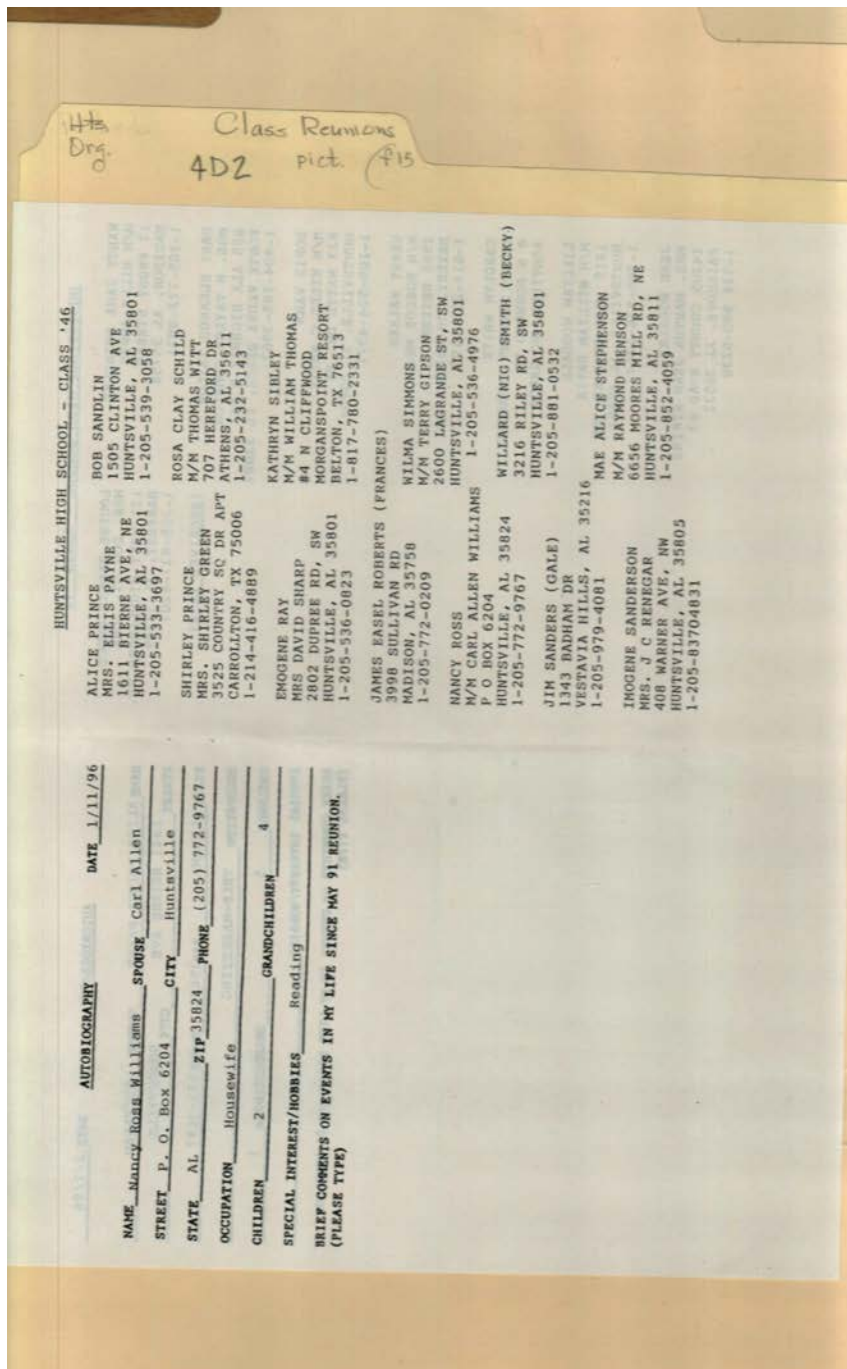 Hts
Org.
Class Reunions
4D2 pict. f15
AUTOBIOGRAPHY DATE 1/11/96
NAME Nancy Ross Williams SPOUSE Carl Allen
STREET P. O. Box 6204 CITY Huntsville
STATE AL ZIP 35824 PHONE (205) 772-9767
OCCUPATION Housewife
CHILDREN 2 GRANDCHILDREN 4
SPECIAL INTEREST/HOBBIES Reading
BRIEF COMMENTS ON EVENTS IN MY LIFE SINCE MAY 91 REUNION.
(PLEASE TYPE)
HUNTSVILLE HIGH SCHOOL - CLASS '46
ALICE PRINCE
MRS. ELLIS PAYNE
1611 BIERNE AVE, NE
HUNTSVILLE, AL 35801
1-205-533-3697
SHIRLEY PRINCE
MRS. SHIRLEY GREEN
3525 COUNTRY SQ DR APT
CARROLLTON, TX 75006
1-214-416-4889
EMOGENE RAY
MRS DAVID SHARP
2802 DUPREE RD, SW
HUNTSVILLE, AL 35801
1-205-536-0823
JAMES EASEL ROBERTS (FRANCES)
3998 SULLIVAN RD
MADISON, AL 35758
1-205-772-0209
NANCY ROSS
M/M CARL ALLEN WILLIAMS
P O BOX 6204
HUNTSVILLE, AL 35824
1-205-772-9767
JIM SANDERS (GALE)
1343 BADHAM DR
VESTAVIA HILLS, AL 35216
1-205-979-4081
IMOGENE SANDERSON
MRS. J C RENEGAR
408 WARNER AVE, NW
HUNTSVILLE, AL 35805
1-205-83704831
BOB SANDLIN
1505 CLINTON AVE
HUNTSVILLE, AL 35801
1-205-539-3058
ROSA CLAY SCHILD
M/M THOMAS WITT
707 HEREFORD DR
ATHENS, AL 35611
1-205-232-5143
KATHRYN SIBLEY
M/M WILLIAM THOMAS
#4 N CLIFFWOOD
MORGANSPOINT RESORT
BELTON, TX 76513
1-817-780-2331
WILMA SIMMONS
M/M TERRY GIPSON
2600 LAGRANDE ST, SW
HUNTSVILLE, AL 35801
1-205-536-4976
WILLARD (NIG) SMITH (BECKY)
3216 RILEY RD, SW
HUNTSVILLE, AL 35801
1-205-881-0532
MAE ALICE STEPHENSON
M/M RAYMOND BENSON
6656 MOORES MILL RD, NE
HUNTSVILLE, AL 35811
1-205-852-4059